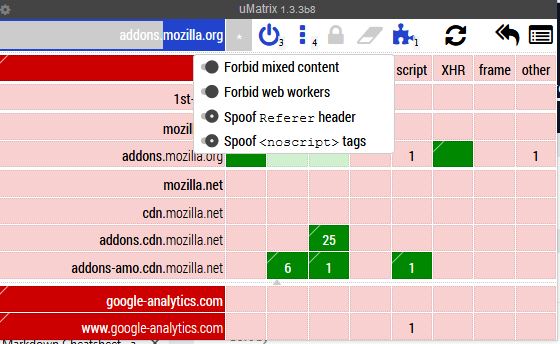 uMatrix 1.3.3b8
addons.mozilla.org * 3 4 1
Forbid mixed content
Forbid web workers
Spoof Referer header
Spoof <noscript> tags
script XHR frame other
1st-
mozil
addons.mozilla.org 1 1
mozilla.net
cdn.mozilla.net
addons.cdn.mozilla.net 25
addons-amo.cdn.mozilla.net 6 1 1
google-analytics.com
www.google-analytics.com 1